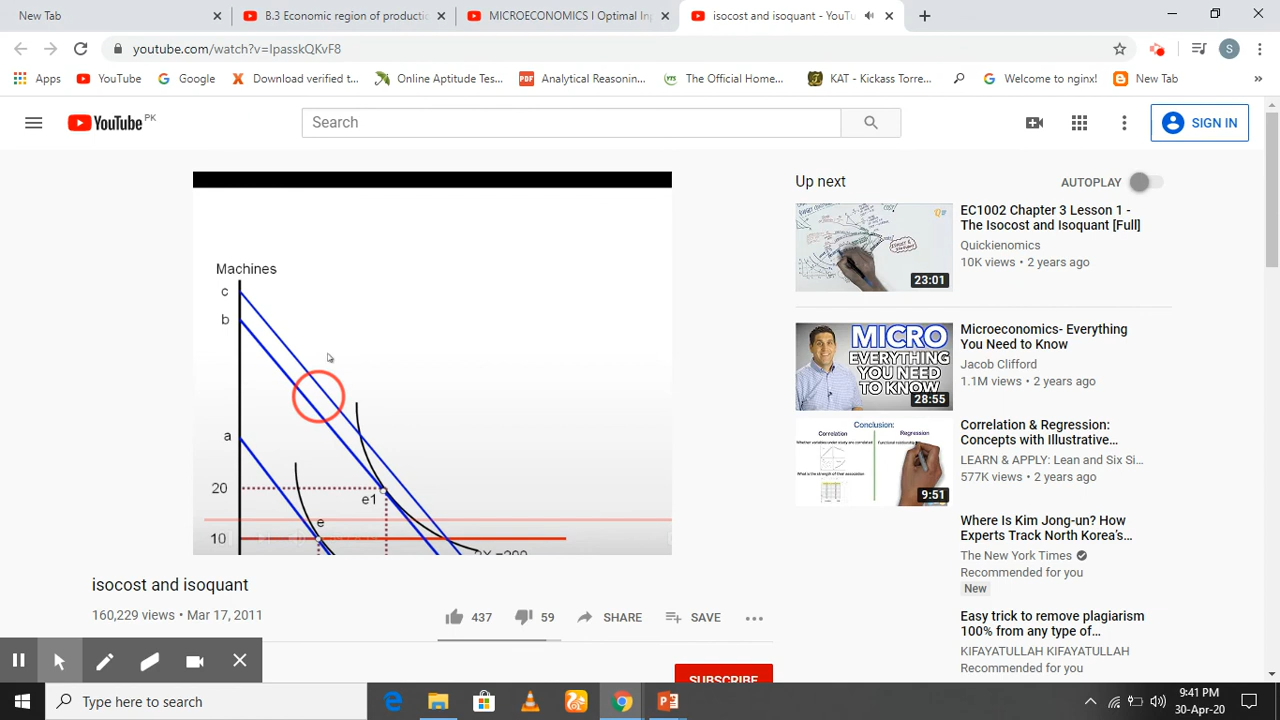 New Tab
B.3 Economic region of producti
MICROECONOMICS I Optimal In
isocost and isoquant - YouTu
youtube.com/watch?v=IpasskQKvF8
S
Apps
YouTube
Google
Download verified t...
Online Aptitude Tes...
Analytical Reasonin...
The Official Home...
KAT - Kickass Torre...
Welcome to nginx!
New Tab
»
YouTube PK
Search
SIGN IN
Machines
c
b
a
20
e1
e
10
isocost and isoquant
160,229 views • Mar 17, 2011
437
59
SHARE
SAVE
SUBSCRIBE
Up next
AUTOPLAY
23:01
EC1002 Chapter 3 Lesson 1 -
The Isocost and Isoquant [Full]
Quickienomics
10K views • 2 years ago
MICRO
EVERYTHING
YOU NEED
TO KNOW
28:55
Microeconomics- Everything
You Need to Know
Jacob Clifford
1.1M views • 2 years ago
Conclusion:
Correlation
Regression
9:51
Correlation & Regression:
Concepts with Illustrative...
LEARN & APPLY: Lean and Six Si...
577K views • 2 years ago
Where Is Kim Jong-un? How
Experts Track North Korea's...
The New York Times
Recommended for you
New
Easy trick to remove plagiarism
100% from any type of...
KIFAYATULLAH KIFAYATULLAH
Recommended for you
Type here to search
9:41 PM
30-Apr-20